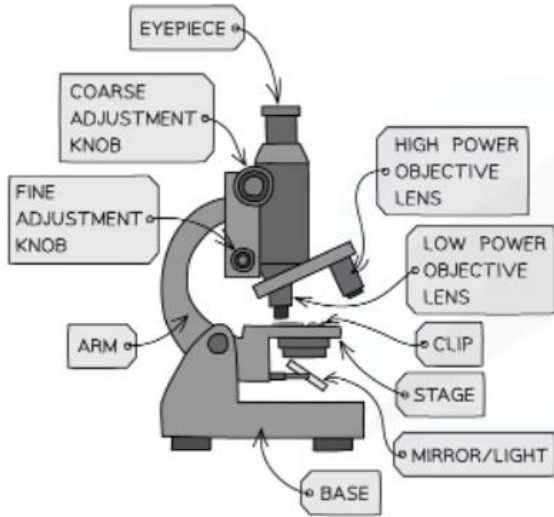 EYEPIECE
COARSE
ADJUSTMENT
KNOB
FINE
ADJUSTMENT
KNOB
HIGH POWER
OBJECTIVE
LENS
LOW POWER
OBJECTIVE
LENS
ARM
CLIP
STAGE
MIRROR/LIGHT
BASE